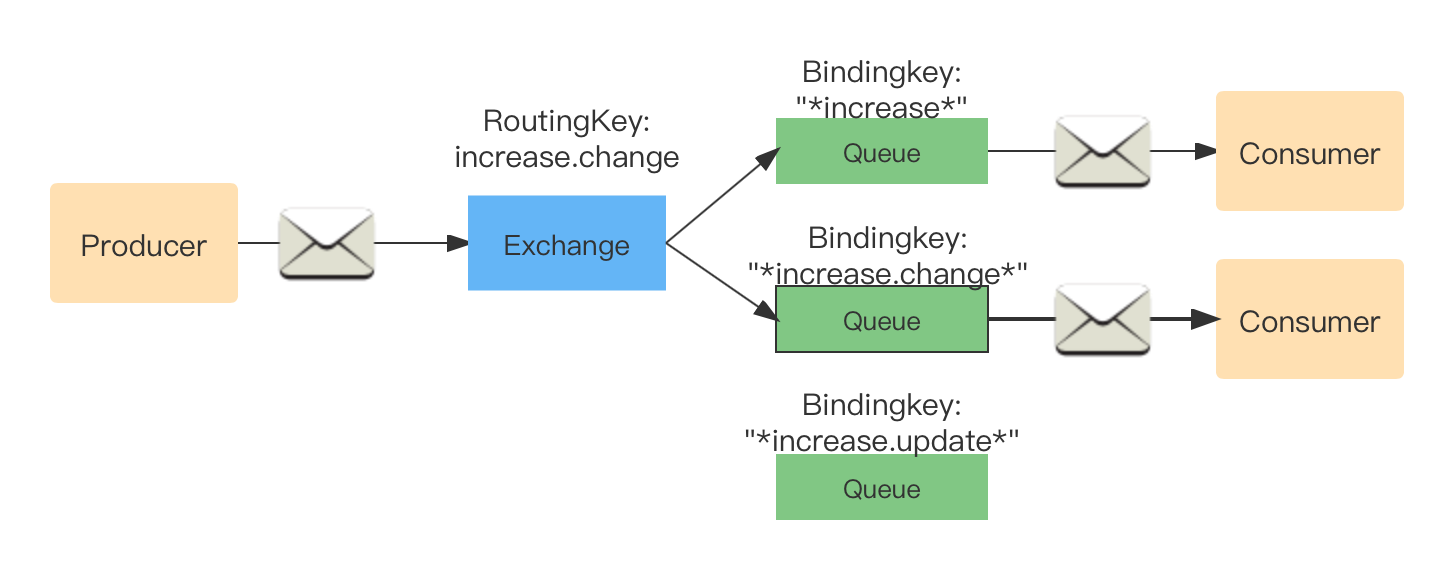 Bindingkey:
"*increase*"
RoutingKey:
increase.change
Queue
Consumer
Producer
Exchange
Bindingkey:
"*increase.change*"
Queue
Consumer
Bindingkey:
"*increase.update*"
Queue